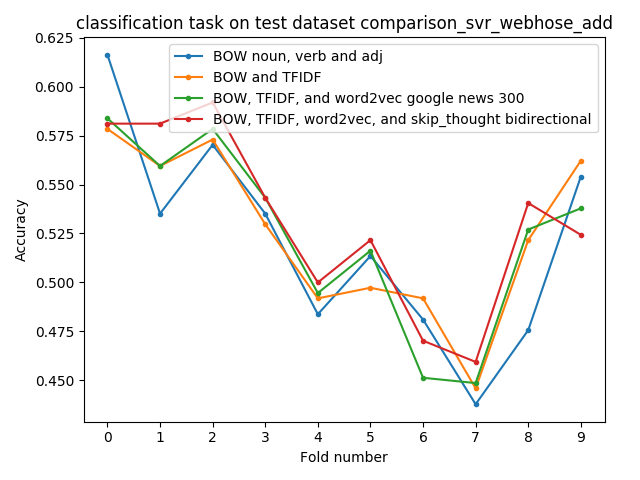 classification task on test dataset comparison_svr_webhose_add
BOW noun, verb and adj
BOW and TFIDF
BOW, TFIDF, and word2vec google news 300
BOW, TFIDF, word2vec, and skip_thought bidirectional
Accuracy
0.625
0.600
0.575
0.550
0.525
0.500
0.475
0.450
0 1 2 3 4 5 6 7 8 9
Fold number